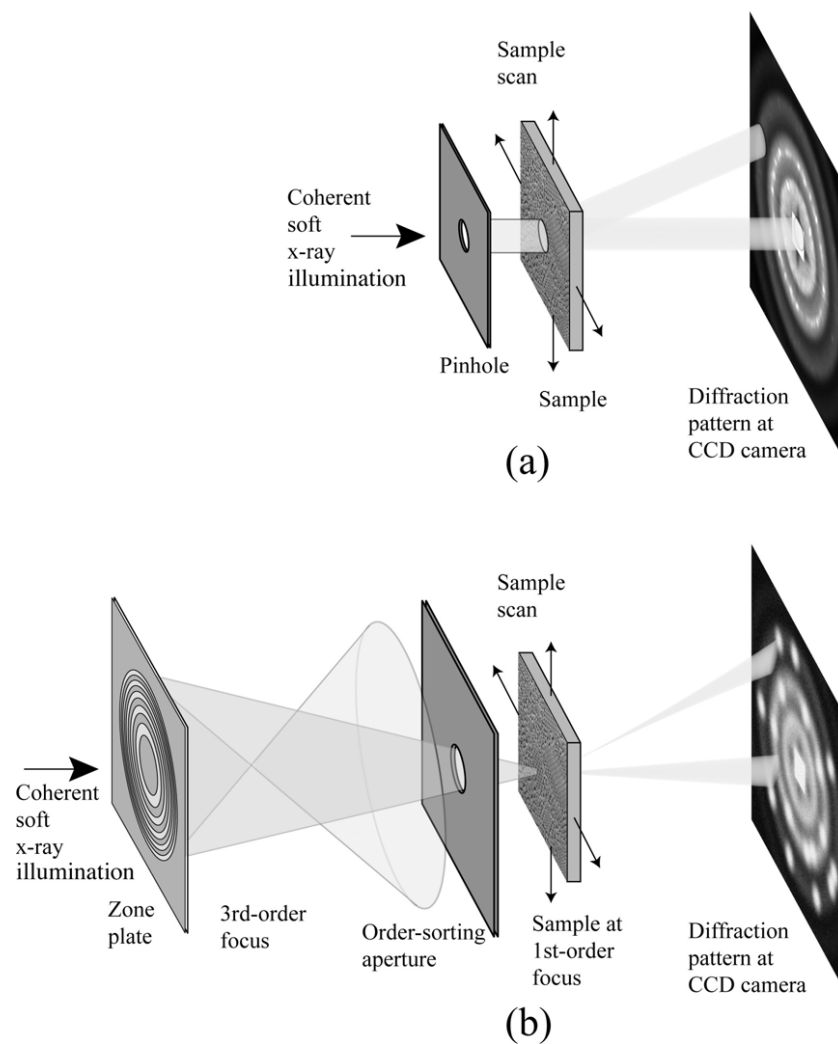 Sample
scan
Coherent
soft
x-ray
illumination
Pinhole
Sample
Diffraction
pattern at
CCD camera
(a)
Sample
scan
Coherent
soft
x-ray
illumination
Zone
plate
3rd-order
focus
Order-sorting
aperture
Sample at
1st-order
focus
Diffraction
pattern at
CCD camera
(b)